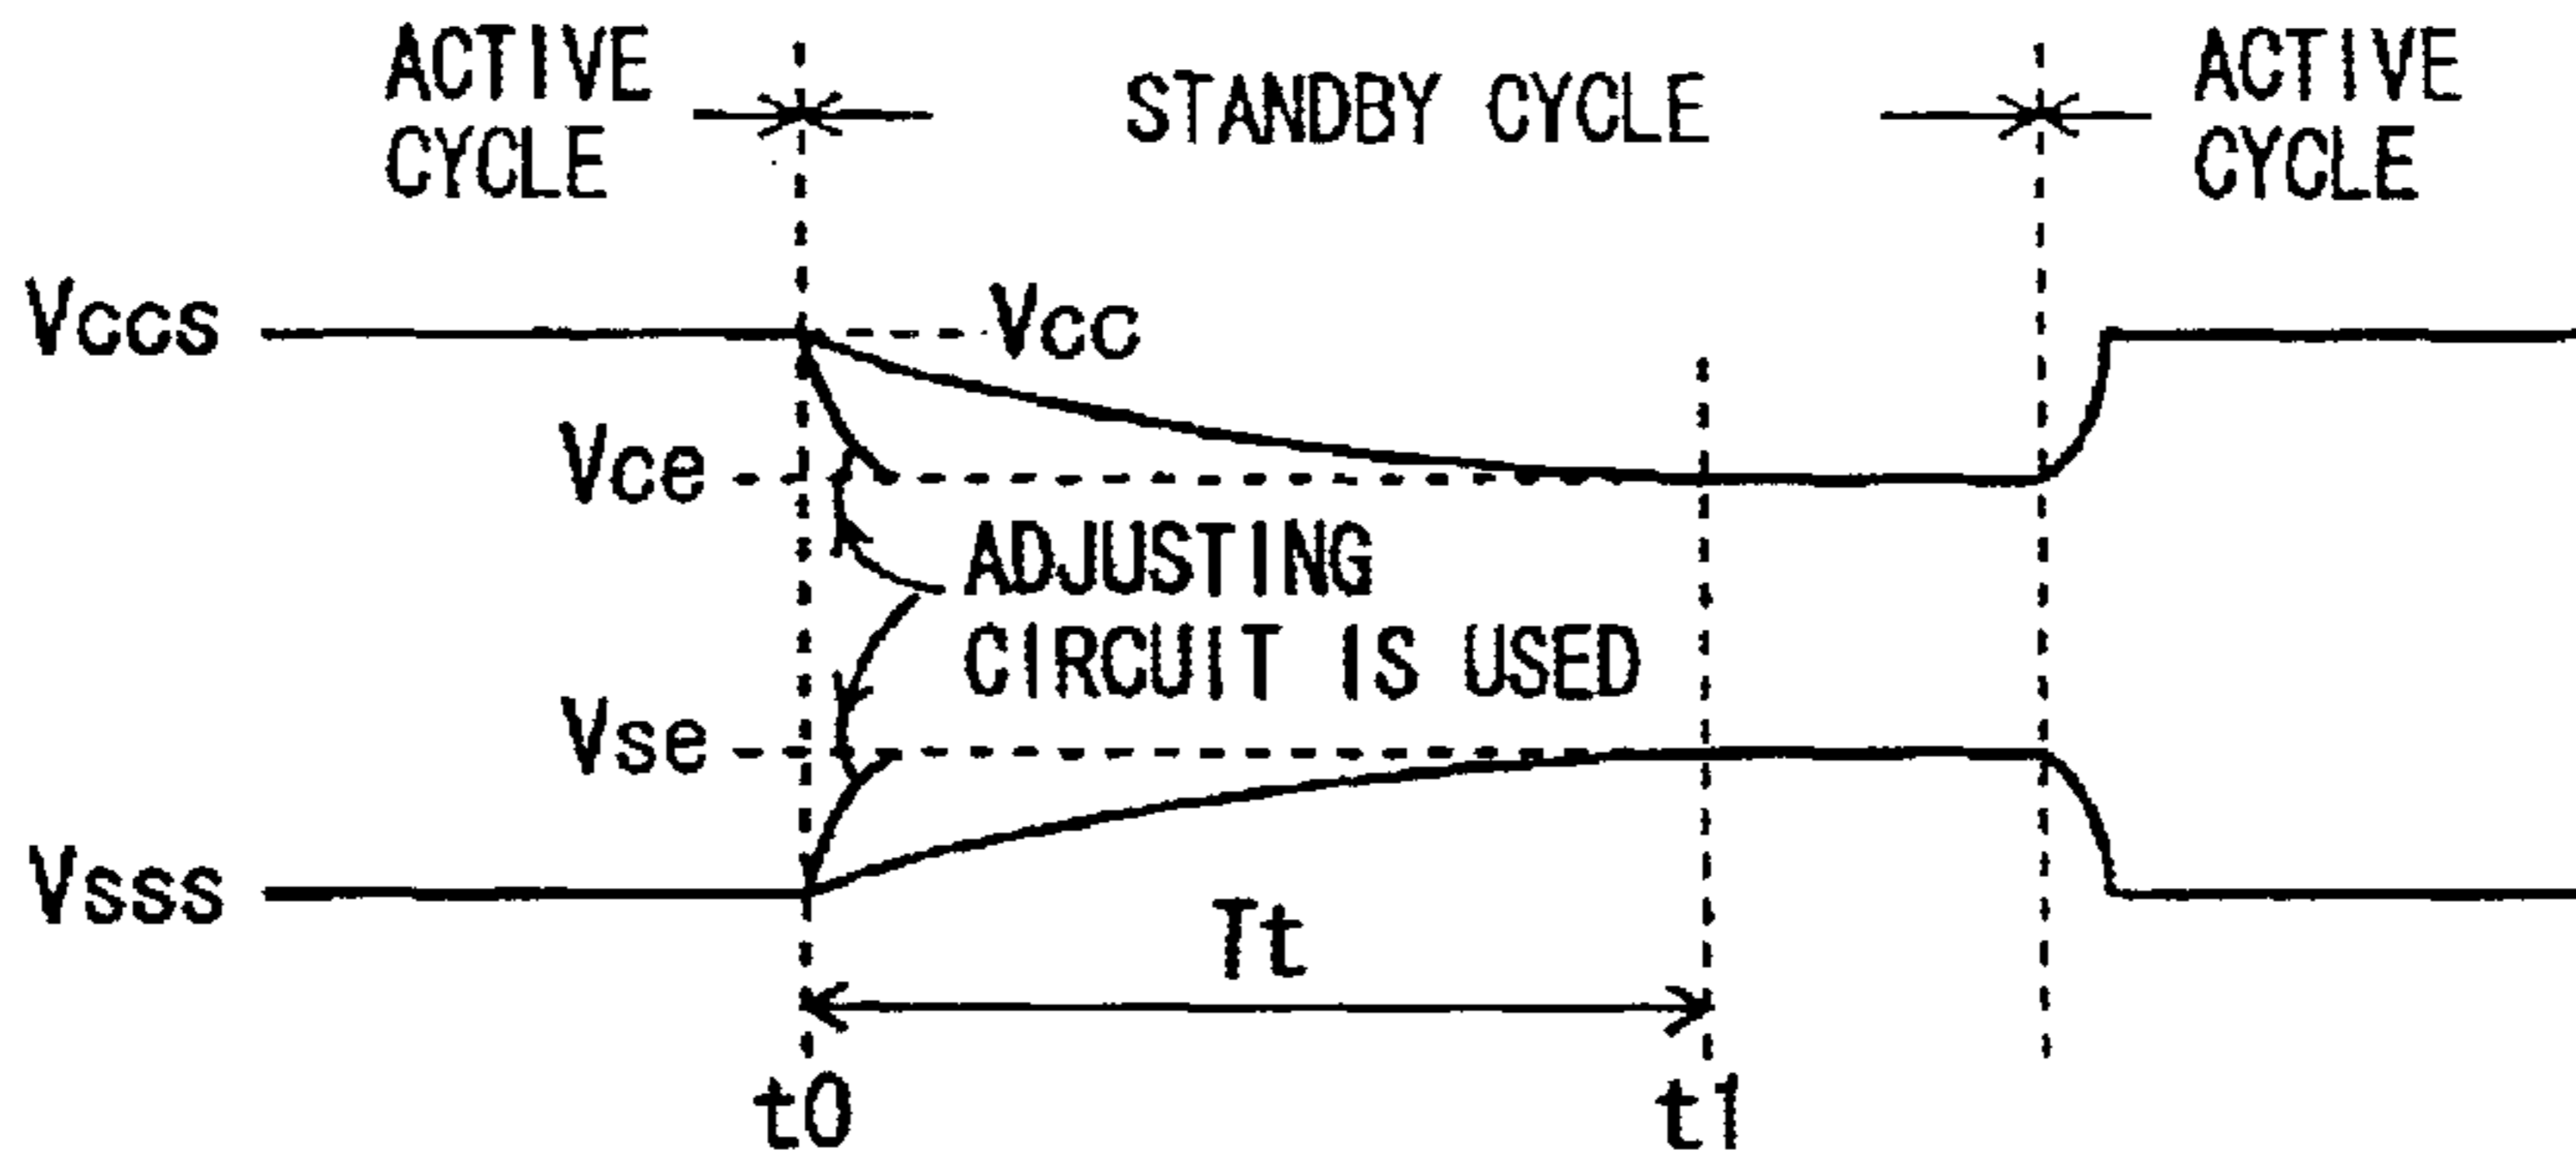 ACTIVE
CYCLE
STANDBY CYCLE
ACTIVE
CYCLE
Vccs
Vcc
Vce
ADJUSTING
CIRCUIT IS USED
Vse
Vsss
Tt
t0
t1